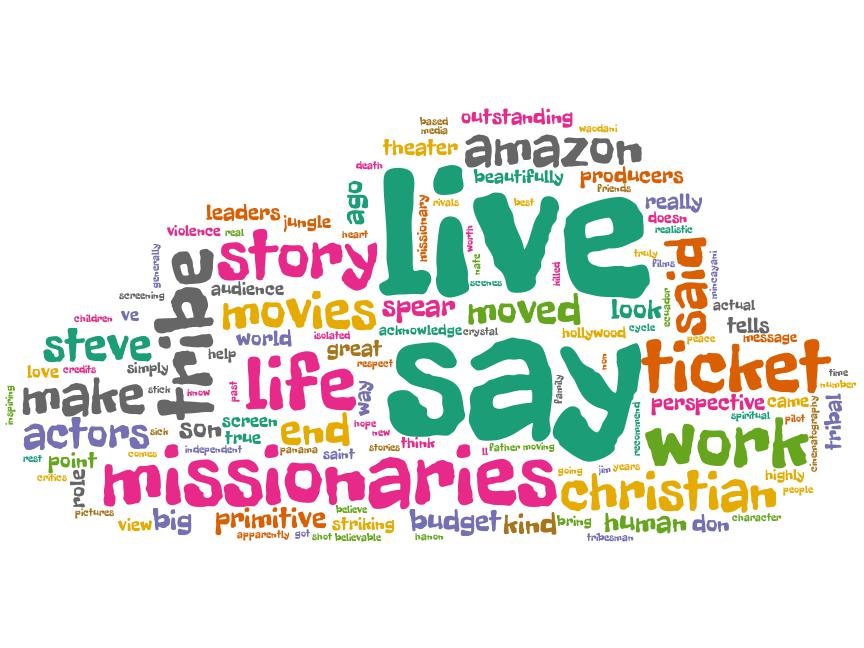 based
media
outstanding
waodani
theater
amazon
death
beautifully
producers
friends
ago
live
missionary
rivals
best
really
doesn
realistic
leaders
jungle
violence
real
heart
worth
story
generally
tribe
nate
scenes
killed
truly
films
said
mincayani
screening
audience
movies
spear
moved
look
ecuador
actual
children
ve
acknowledge
crystal
hollywood
cycle
peace
tells
message
steve
world
isolated
help
great
respect
say
non
ticket
love
credits
simply
life
way
past
family
time
number
make
stick
know
perspective
came
inspiring
hope
new
recommend
spiritual
pilot
tribal
cinematography
actors
sick
son
screen
true
end
think
work
rest
point
comes
independent
panama
saint
stories
ll
father
moving
critics
role
missionaries
going
jim
years
highly
christian
people
pictures
view
big
primitive
believe
striking
budget
kind
bring
human
don
character
apparently
got
shot
believable
hanon
tribesman